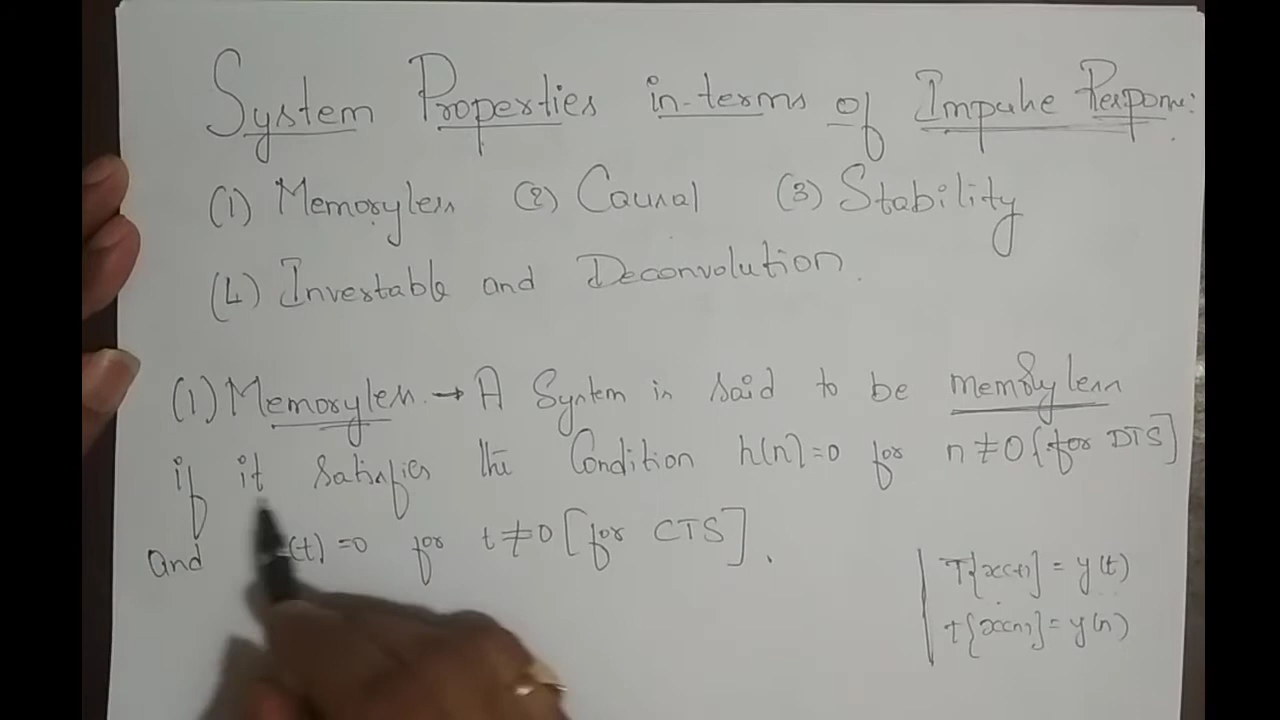 System Properties in-terms of Impulse Response:
(1) Memoryless (2) Causal (3) Stability
(4) Invertable and Deconvolution.
(1) Memoryless → A System is said to be memoryless
if it satisfies the Condition h(n)=0 for n≠0 [for DTS]
and (t)=0 for t≠0 [for CTS].
T[x(t)] = y(t)
T[x(n)] = y(n)